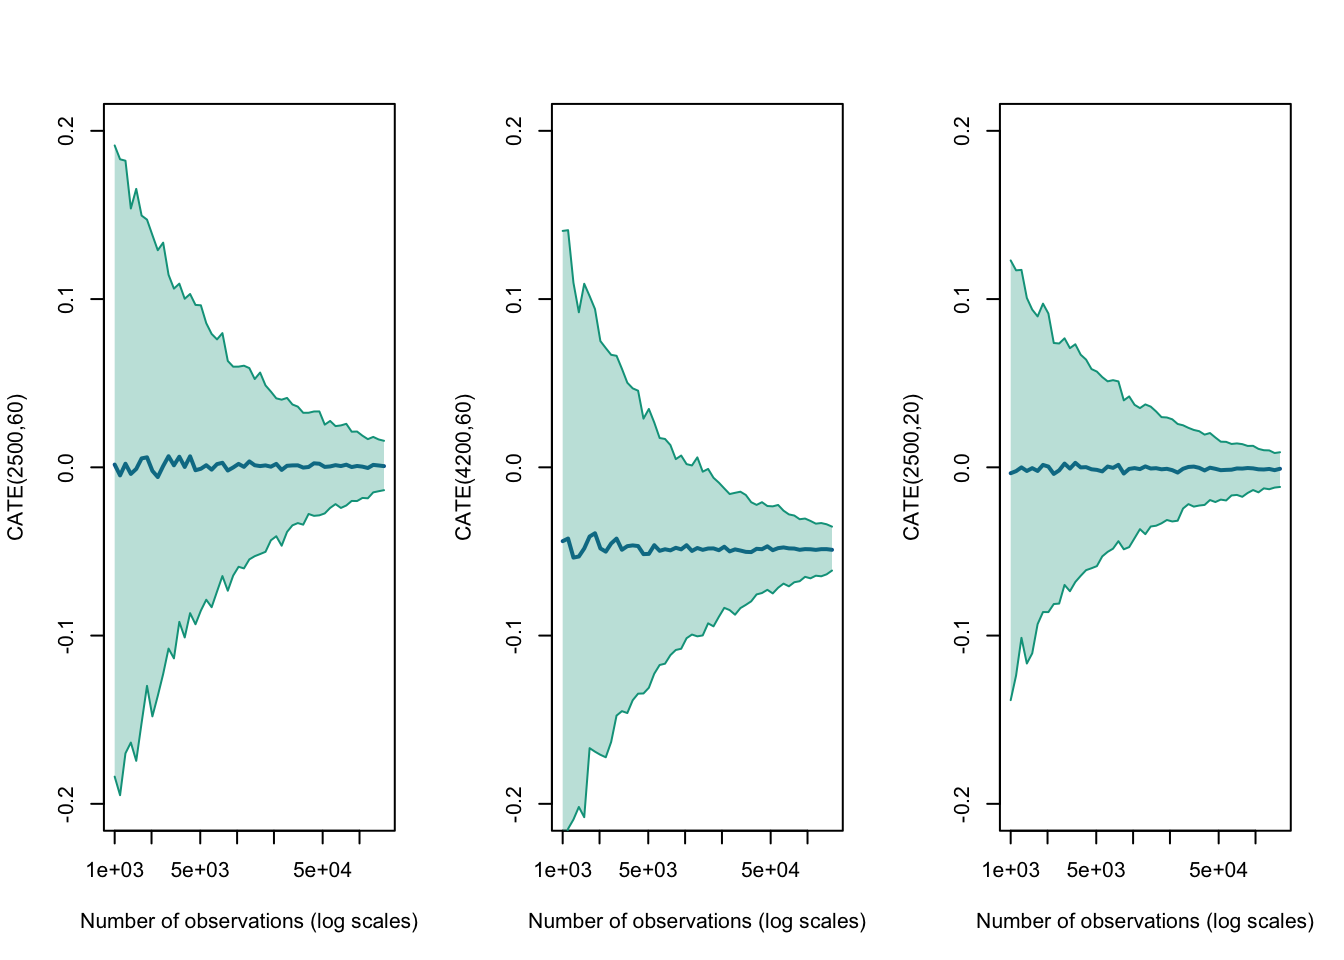 CATE(2500,60)
0.2
0.1
0.0
-0.1
-0.2
1e+03 5e+03 5e+04
Number of observations (log scales)
CATE(4200,60)
0.2
0.1
0.0
-0.1
-0.2
1e+03 5e+03 5e+04
Number of observations (log scales)
CATE(2500,20)
0.2
0.1
0.0
-0.1
-0.2
1e+03 5e+03 5e+04
Number of observations (log scales)